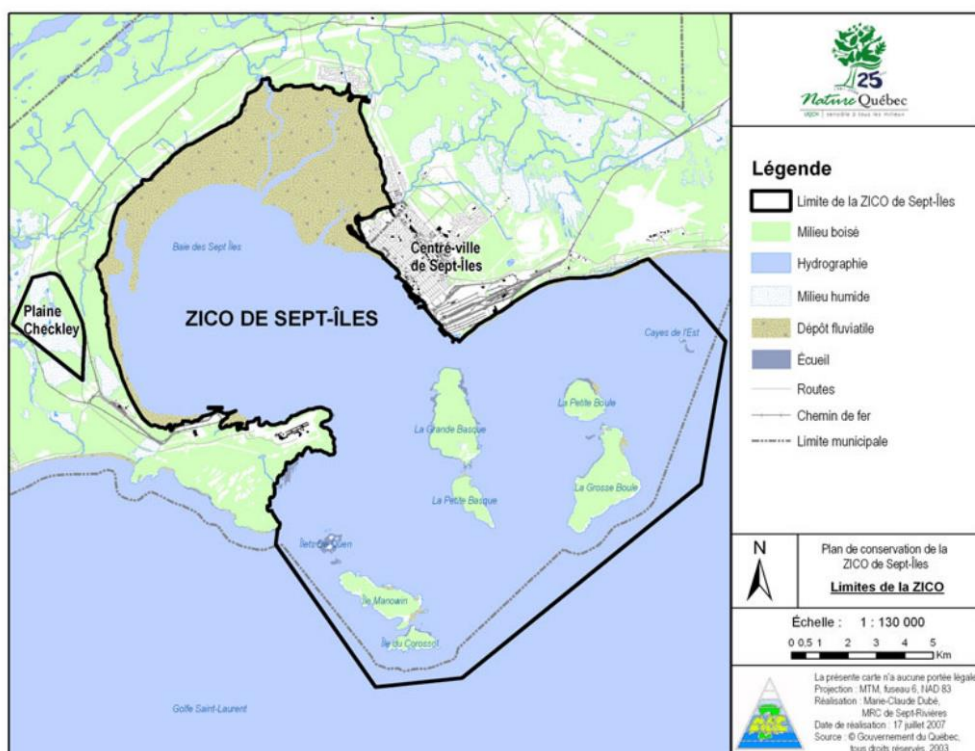 Baie des Sept Iles
Centre-ville
de Sept-Îles
Plaine
Checkley
ZICO DE SEPT-ÎLES
Cayes de l'Est
La Petite Boule
La Grande Basque
La Grosse Boule
La Petite Basque
Îlets de Quen
Île Manowin
Île du Corossol
Golfe Saint-Laurent
25
Nature Québec
Légende
Limite de la ZICO de Sept-Îles
Milieu boisé
Hydrographie
Milieu humide
Dépôt fluviatile
Écueil
Routes
Chemin de fer
Limite municipale
N
Plan de conservation de la
ZICO de Sept-Îles
Limites de la ZICO
Échelle : 1 : 130 000
0 0,5 1 2 3 4 5
Km
La présente carte n'a aucune portée légale
Projection : MTM, fuseau 6, NAD 83
Réalisation : Marie-Claude Dubé,
MRC de Sept-Rivières
Date de réalisation : 17 juillet 2007
Source : © Gouvernement du Québec,
tous droits réservés, 2003